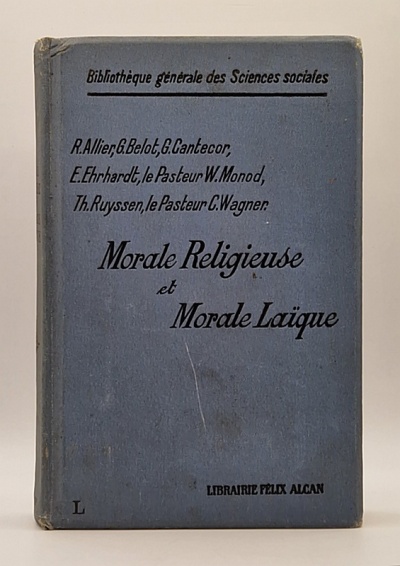 Bibliothèque générale des Sciences sociales
R. Allier, G. Belot, G. Cantecor,
E. Ehrhardt, le Pasteur W. Monod,
Th. Ruyssen, le Pasteur C. Wagner.
Morale Religieuse
et
Morale Laïque
LIBRAIRIE FÉLIX ALCAN
L